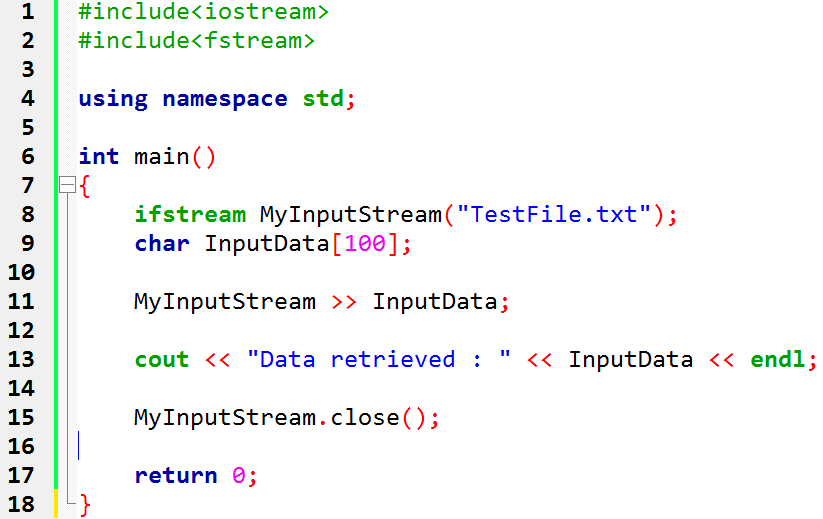 1 #include<iostream>
2 #include<fstream>
3
4 using namespace std;
5
6 int main()
7 {
8 ifstream MyInputStream("TestFile.txt");
9 char InputData[100];
10
11 MyInputStream >> InputData;
12
13 cout << "Data retrieved : " << InputData << endl;
14
15 MyInputStream.close();
16
17 return 0;
18 }